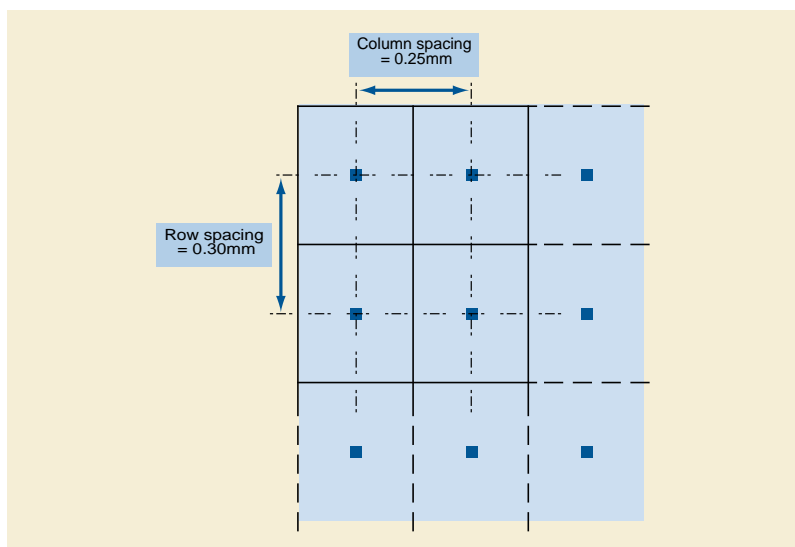 Column spacing
= 0.25mm
Row spacing
= 0.30mm